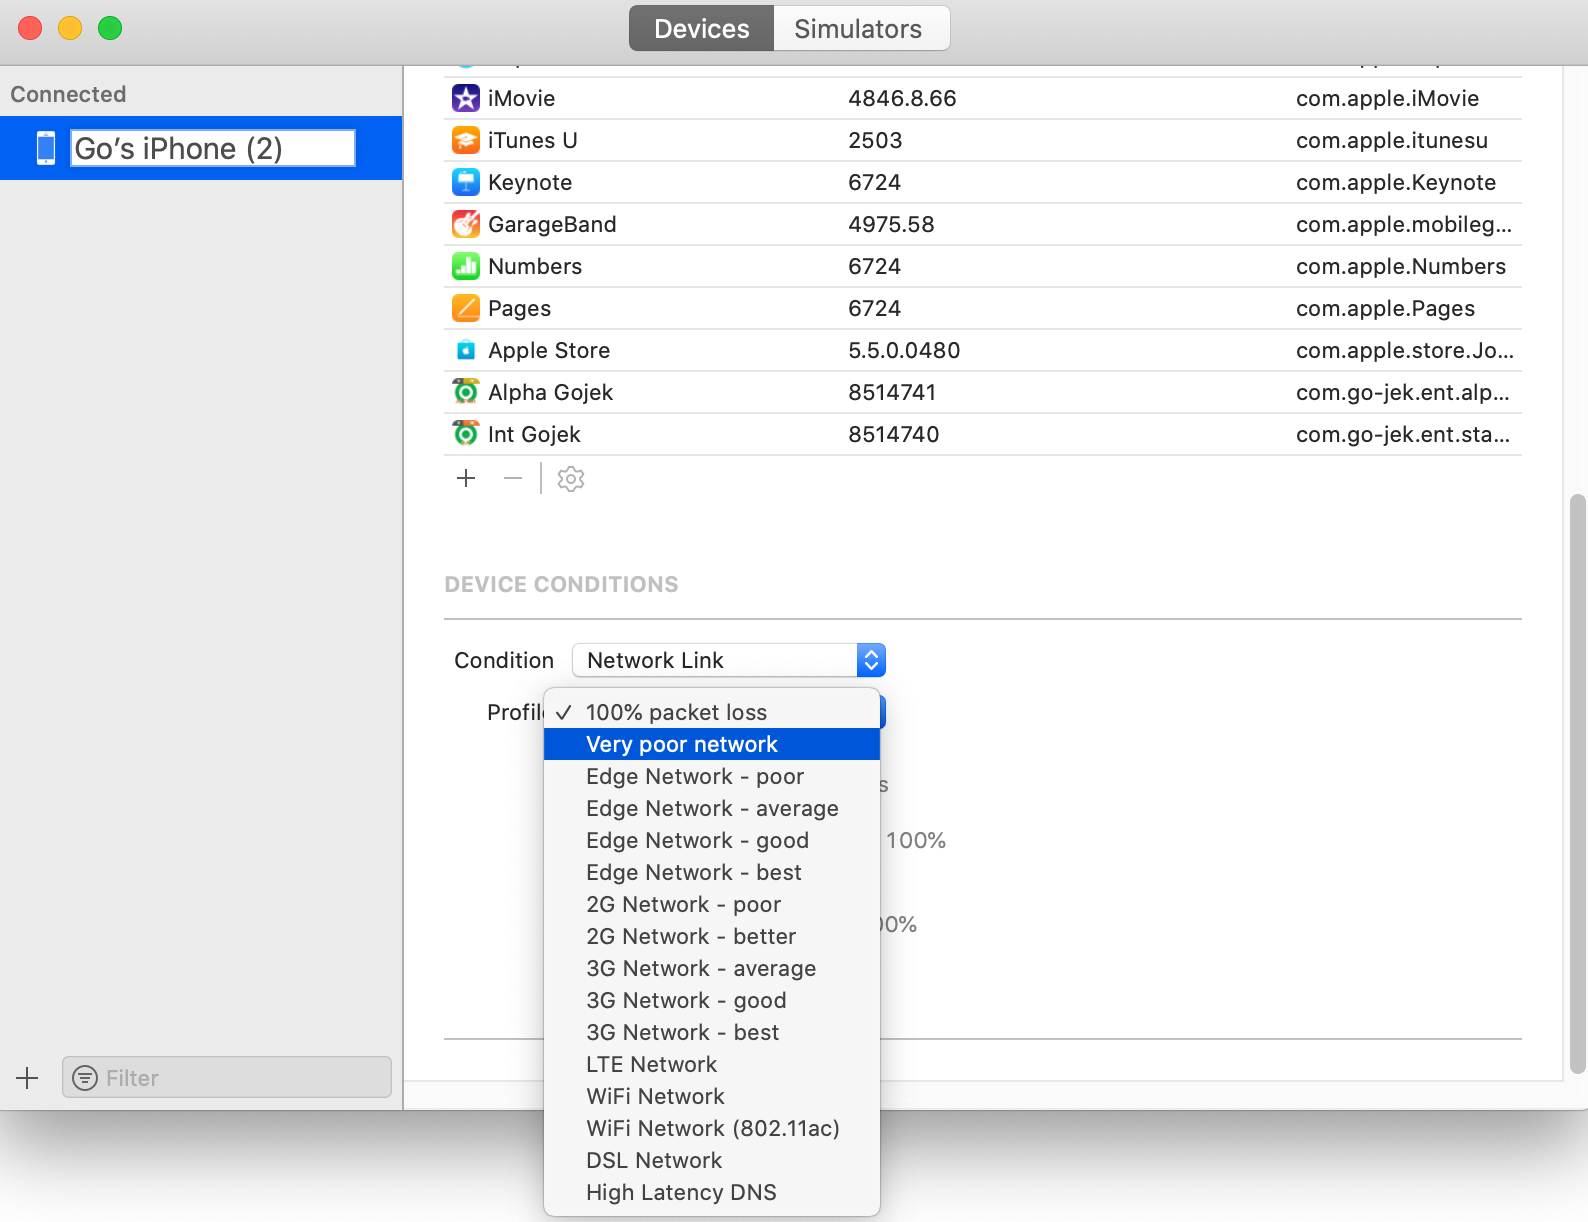 Devices
Simulators
Connected
Go’s iPhone (2)
iMovie 4846.8.66 com.apple.iMovie
iTunes U 2503 com.apple.itunesu
Keynote 6724 com.apple.Keynote
GarageBand 4975.58 com.apple.mobileg...
Numbers 6724 com.apple.Numbers
Pages 6724 com.apple.Pages
Apple Store 5.5.0.0480 com.apple.store.Jo...
Alpha Gojek 8514741 com.go-jek.ent.alp...
Int Gojek 8514740 com.go-jek.ent.sta...
DEVICE CONDITIONS
Condition Network Link
Profil
✓ 100% packet loss
Very poor network
Edge Network - poor
s
Edge Network - average
Edge Network - good
100%
Edge Network - best
2G Network - poor
00%
2G Network - better
3G Network - average
3G Network - good
3G Network - best
LTE Network
WiFi Network
WiFi Network (802.11ac)
DSL Network
High Latency DNS
Filter